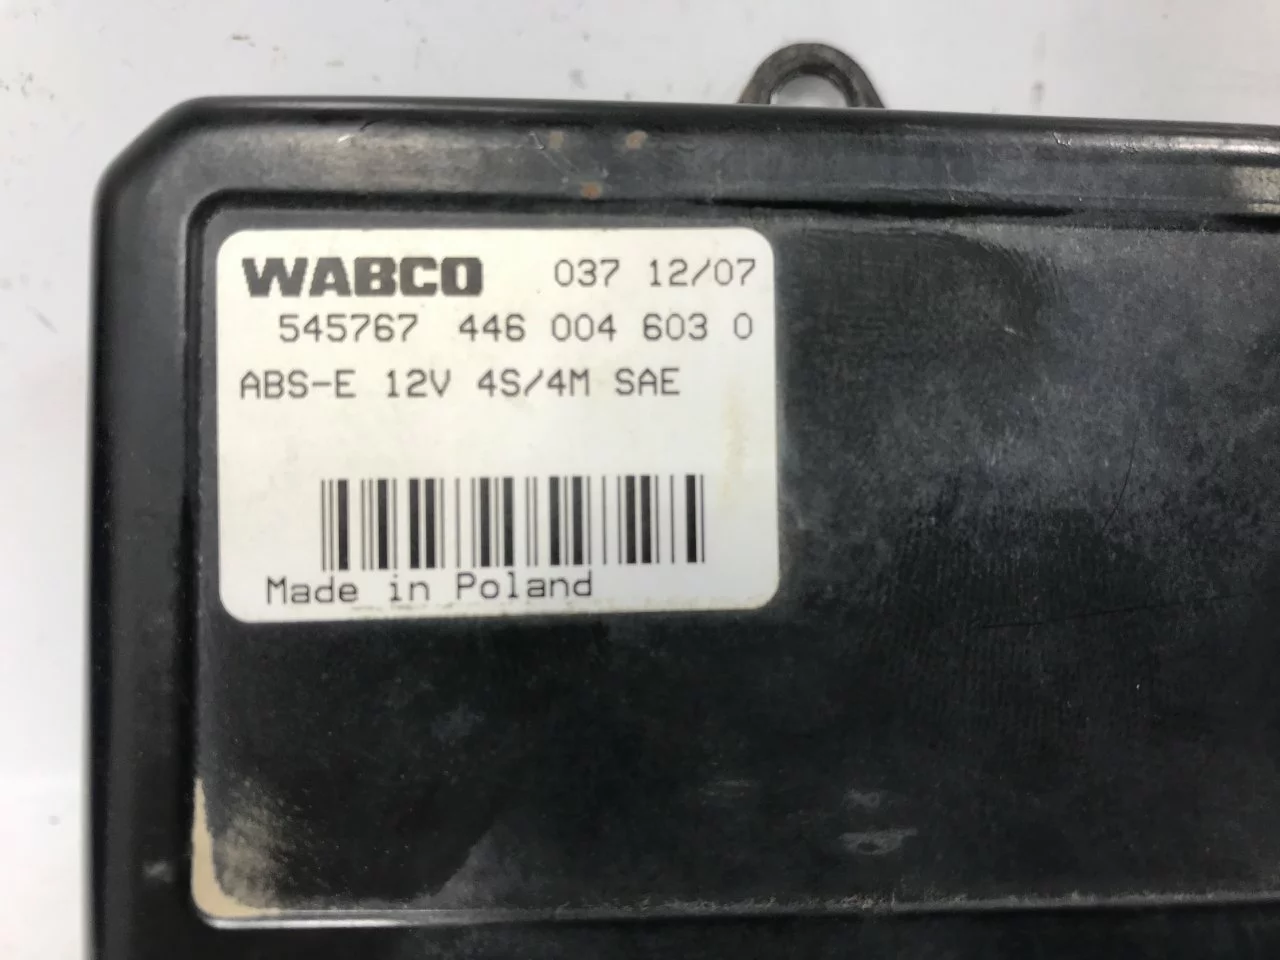 WABCO 037 12/07
545767 446 004 603 0
ABS-E 12V 4S/4M SAE
Made in Poland